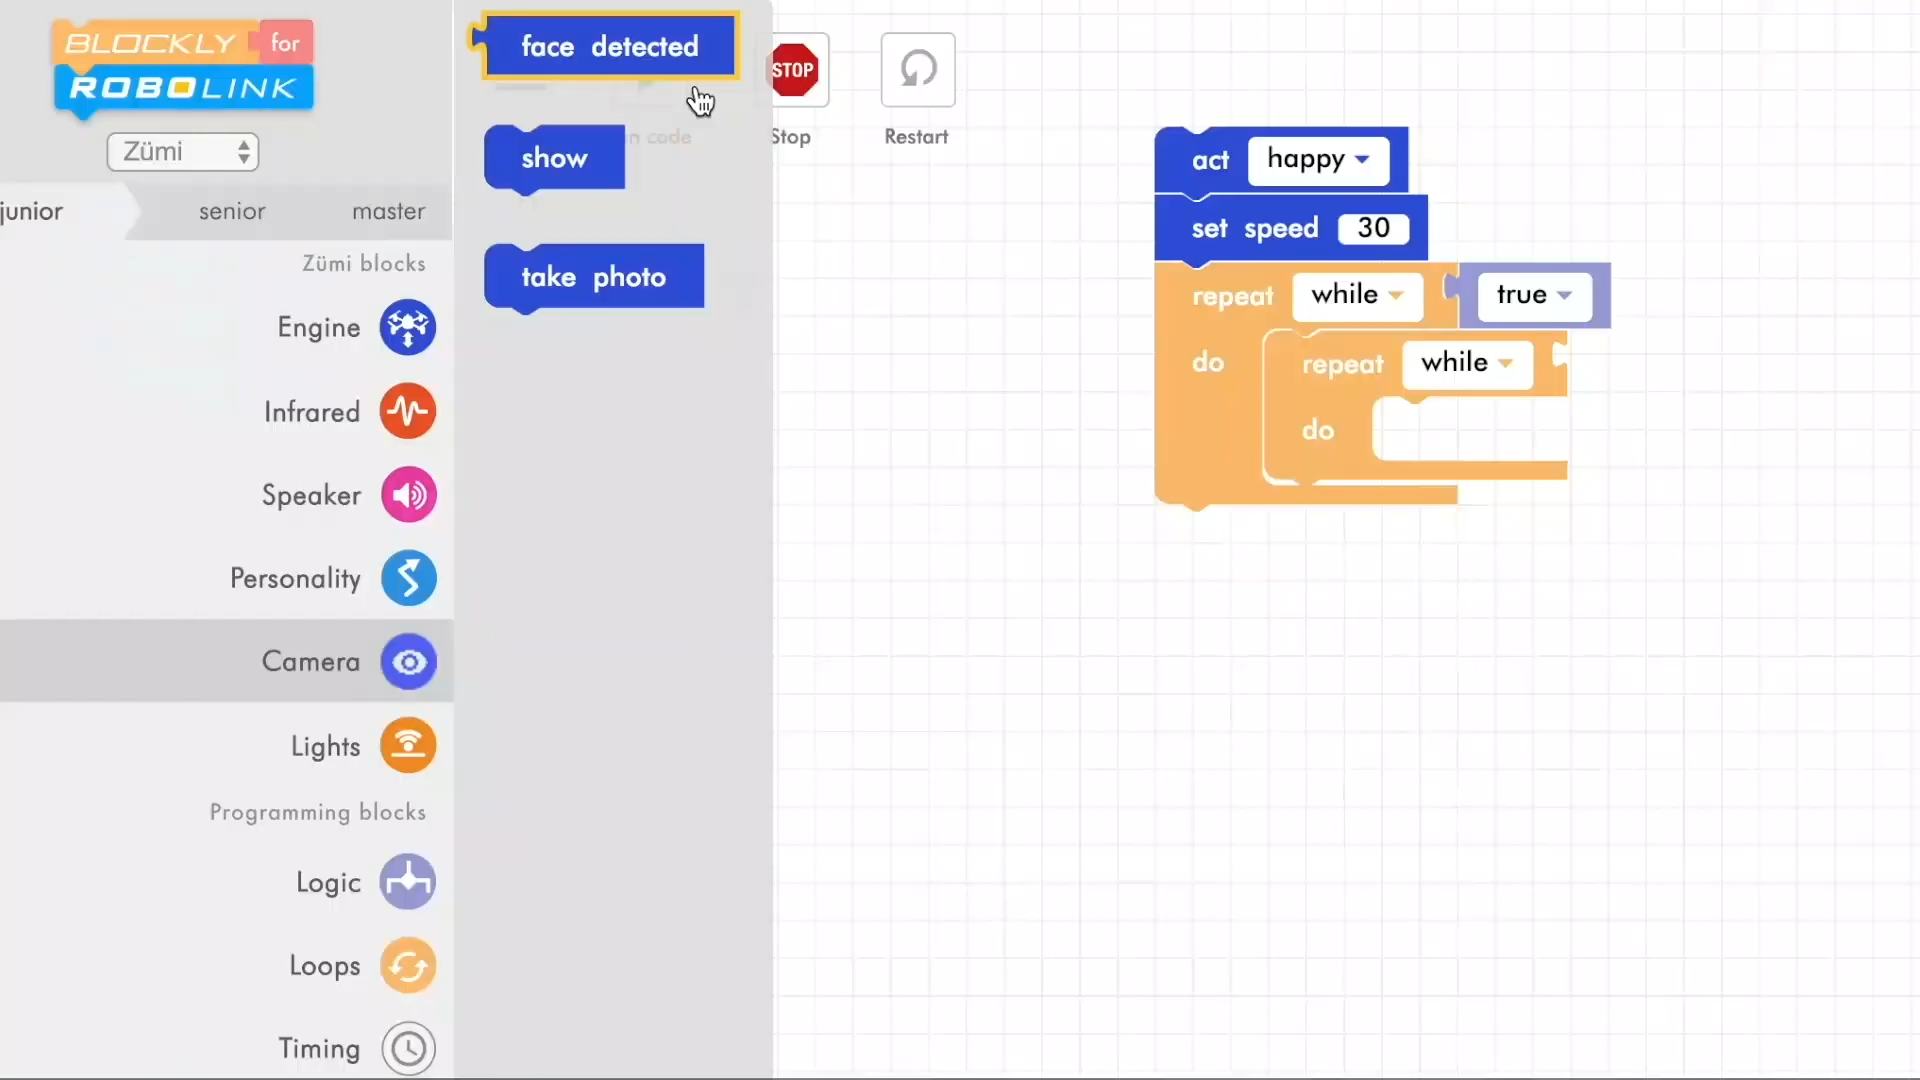 BLOCKLY for
ROBOLINK
Zümi
junior
senior
master
Zümi blocks
Engine
Infrared
Speaker
Personality
Camera
Lights
Programming blocks
Logic
Loops
Timing
face detected
show
take photo
n code
STOP
Stop
Restart
act happy
set speed 30
repeat while true
do repeat while
do